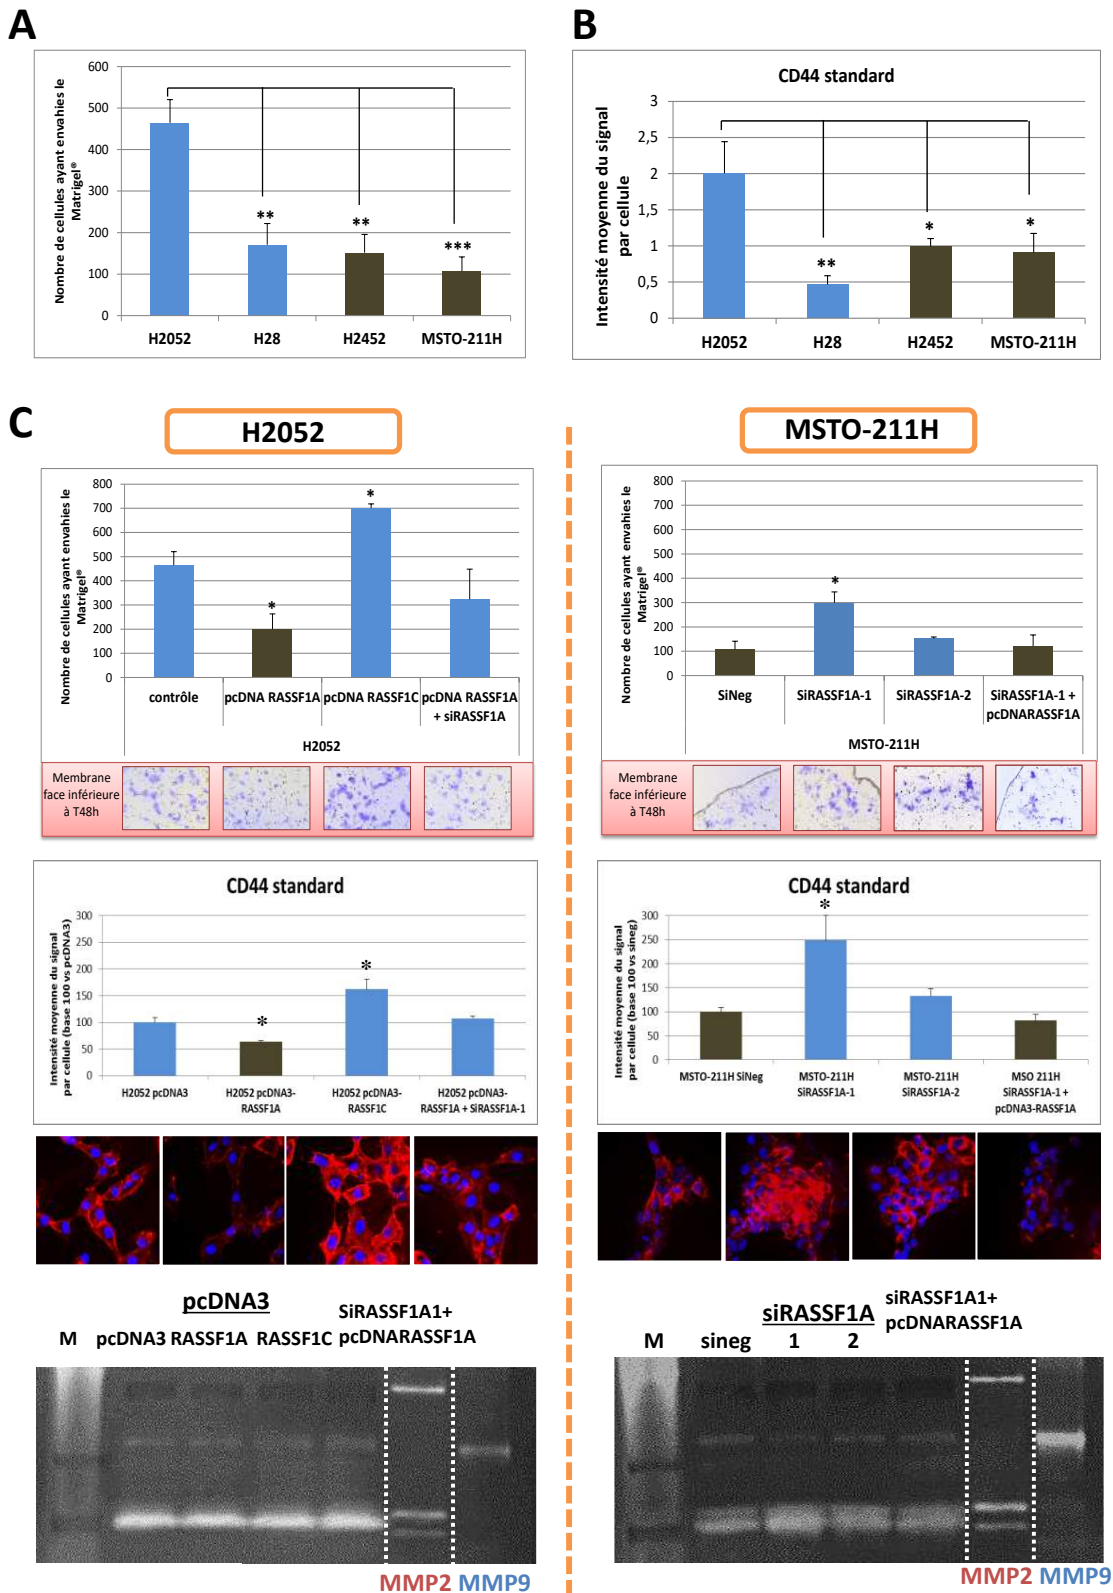 A
Nombre de cellules ayant envahies le
Matrigel®
600
500
400
300
200
100
0
**
**
***
H2052
H28
H2452
MSTO-211H
B
CD44 standard
Intensité moyenne du signal
par cellule
3
2,5
2
1,5
1
0,5
0
**
*
*
H2052
H28
H2452
MSTO-211H
C
H2052
Nombre de cellules ayant envahies le
Matrigel®
800
700
600
500
400
300
200
100
0
*
*
contrôle
pcDNA RASSF1A
pcDNA RASSF1C
pcDNA RASSF1A
+ siRASSF1A
H2052
Membrane
face inférieure
à T48h
CD44 standard
Intensité moyenne du signal
par cellule (base 100 vs pcDNA3)
300
250
200
150
100
50
0
*
*
H2052 pcDNA3
H2052 pcDNA3-
RASSF1A
H2052 pcDNA3-
RASSF1C
H2052 pcDNA3-
RASSF1A + SiRASSF1A-1
pcDNA3
M
pcDNA3
RASSF1A
RASSF1C
SiRASSF1A1+
pcDNARASSF1A
MMP2
MMP9
MSTO-211H
Nombre de cellules ayant envahies le
Matrigel®
800
700
600
500
400
300
200
100
0
*
SiNeg
SiRASSF1A-1
SiRASSF1A-2
SiRASSF1A-1 +
pcDNARASSF1A
MSTO-211H
Membrane
face inférieure
à T48h
CD44 standard
Intensité moyenne du signal
par cellule (base 100 vs sineg)
300
250
200
150
100
50
0
*
MSTO-211H SiNeg
MSTO-211H
SiRASSF1A-1
MSTO-211H
SiRASSF1A-2
MSO 211H
SiRASSF1A-1 +
pcDNA3-RASSF1A
siRASSF1A
M
sineg
1
2
siRASSF1A1+
pcDNARASSF1A
MMP2
MMP9